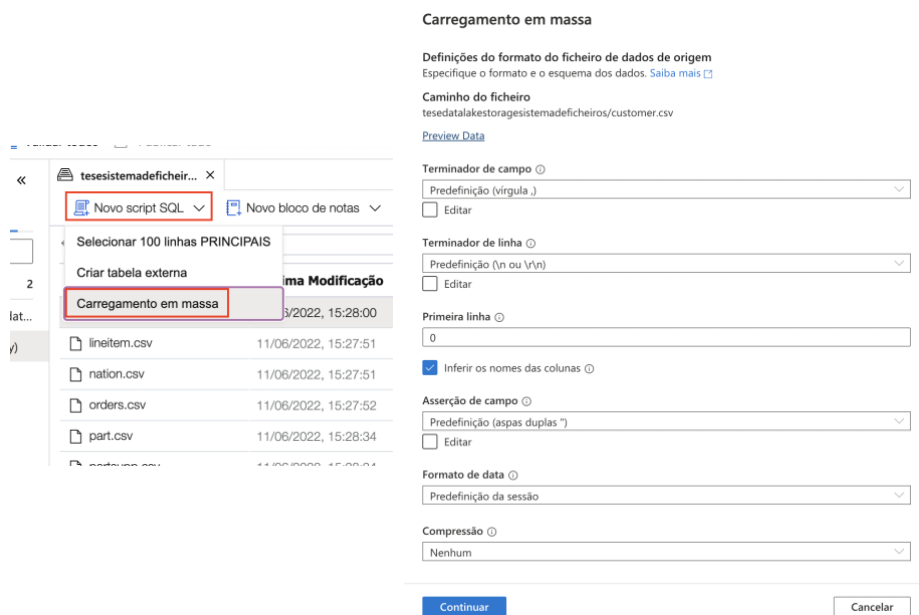 «
tesesistemadeficheir... ×
Novo script SQL
Novo bloco de notas
Selecionar 100 linhas PRINCIPAIS
Criar tabela externa
Carregamento em massa
ima Modificação
2
/2022, 15:28:00
lineitem.csv 11/06/2022, 15:27:51
nation.csv 11/06/2022, 15:27:51
orders.csv 11/06/2022, 15:27:52
part.csv 11/06/2022, 15:28:34
Carregamento em massa
Definições do formato do ficheiro de dados de origem
Especifique o formato e o esquema dos dados. Saiba mais
Caminho do ficheiro
tesedatalakestoragesistemadeficheiros/customer.csv
Preview Data
Terminador de campo
Predefinição (vírgula ,)
Editar
Terminador de linha
Predefinição (\n ou \r\n)
Editar
Primeira linha
0
Inferir os nomes das colunas
Asserção de campo
Predefinição (aspas duplas ")
Editar
Formato de data
Predefinição da sessão
Compressão
Nenhum
Continuar
Cancelar